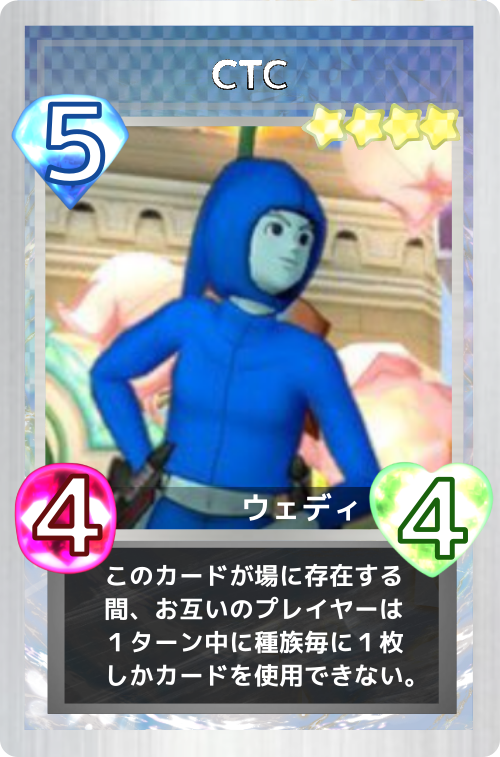 CTC
5
4
ウェディ
4
このカードが場に存在する
間、お互いのプレイヤーは
１ターン中に種族毎に１枚
しかカードを使用できない。